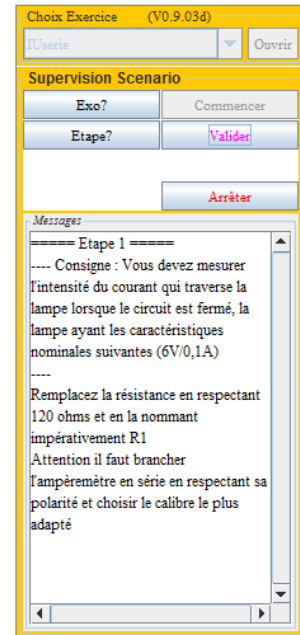 Choix Exercice (V0.9.03d)
IUserie
Ouvrir
Supervision Scenario
Exo?
Commencer
Etape?
Valider
Arrêter
Messages
===== Etape 1 =====
---- Consigne : Vous devez mesurer
l'intensité du courant qui traverse la
lampe lorsque le circuit est fermé, la
lampe ayant les caractéristiques
nominales suivantes (6V/0,1A)
----
Remplacez la résistance en respectant
120 ohms et en la nommant
impérativement R1
Attention il faut brancher
l'ampèremètre en série en respectant sa
polarité et choisir le calibre le plus
adapté